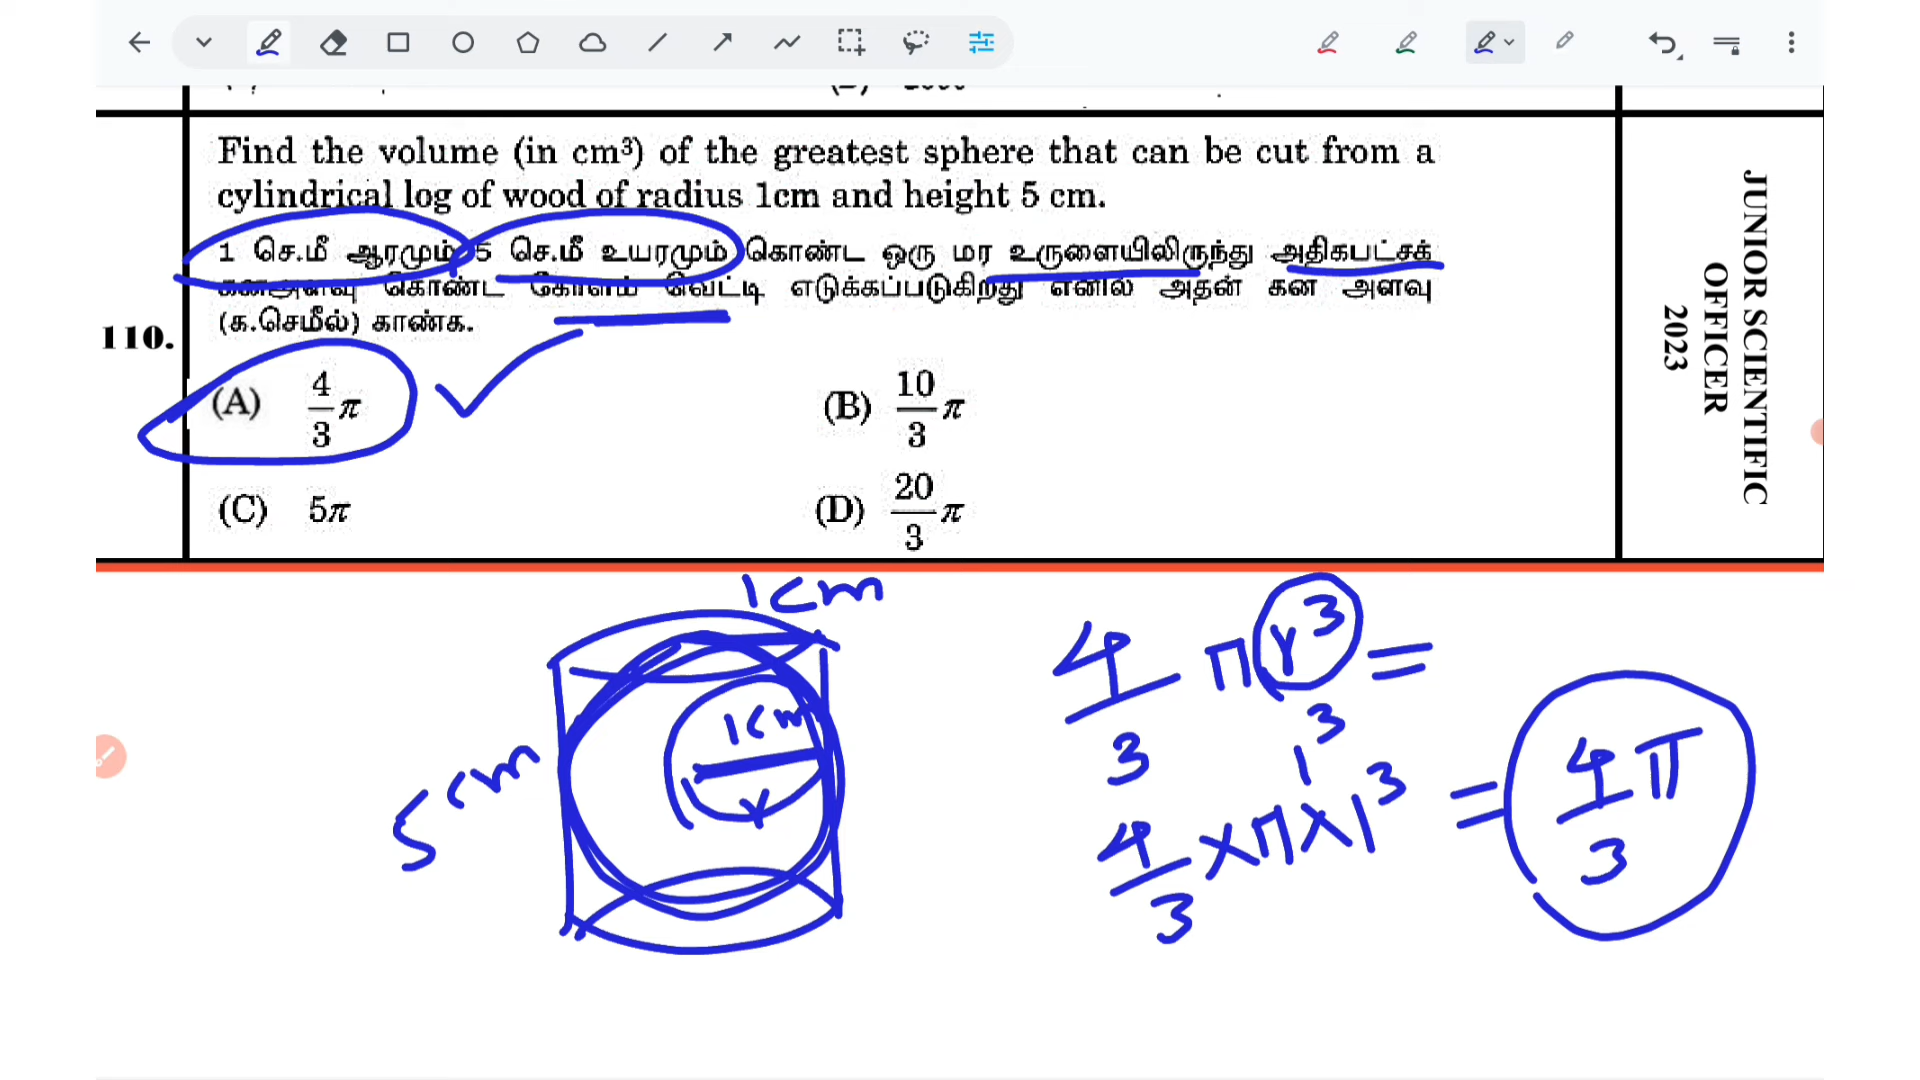 Find the volume (in cm³) of the greatest sphere that can be cut from a
cylindrical log of wood of radius 1cm and height 5 cm.
1 செ.மீ ஆரமும் 5 செ.மீ உயரமும் கொண்ட ஒரு மர உருளையிலிருந்து அதிகபட்சக்
கனஅளவு கொண்ட கோளம் வெட்டி எடுக்கப்படுகிறது எனில் அதன் கன அளவு
(க.செமீல்) காண்க.
110.
(A) 4/3 π
(B) 10/3 π
(C) 5π
(D) 20/3 π
JUNIOR SCIENTIFIC
OFFICER
2023
1cm
5cm
1cm
r
4/3 πr³ =
1³
4/3 xπx1³ = 4π/3